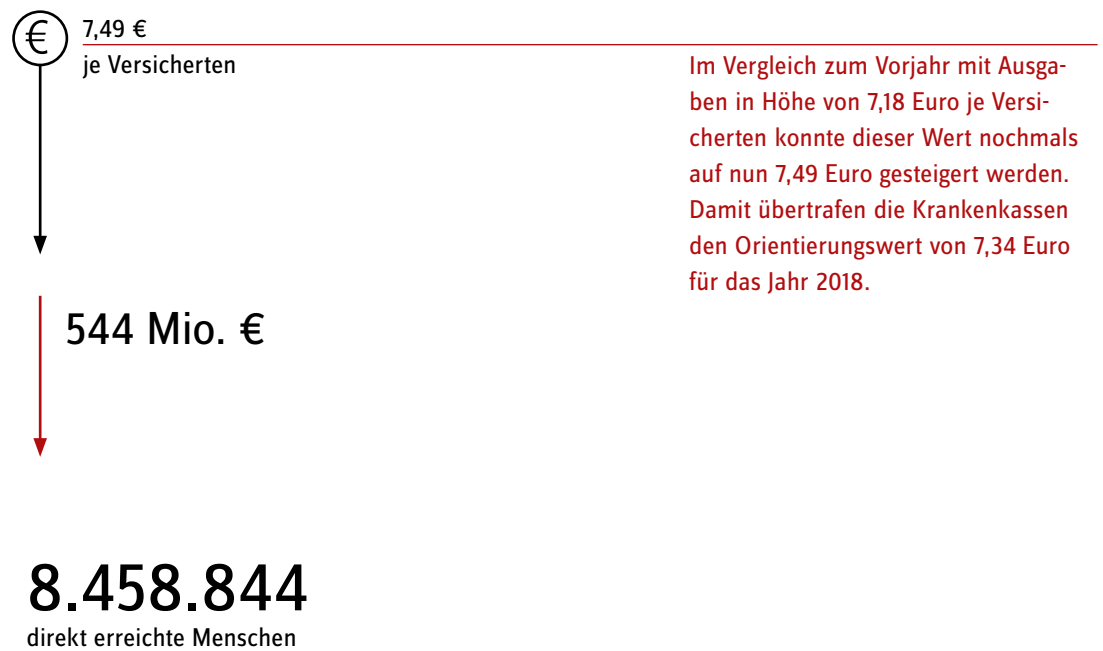 €
7,49 €
je Versicherten
Im Vergleich zum Vorjahr mit Ausga-
ben in Höhe von 7,18 Euro je Versi-
cherten konnte dieser Wert nochmals
auf nun 7,49 Euro gesteigert werden.
Damit übertrafen die Krankenkassen
den Orientierungswert von 7,34 Euro
für das Jahr 2018.
544 Mio. €
8.458.844
direkt erreichte Menschen